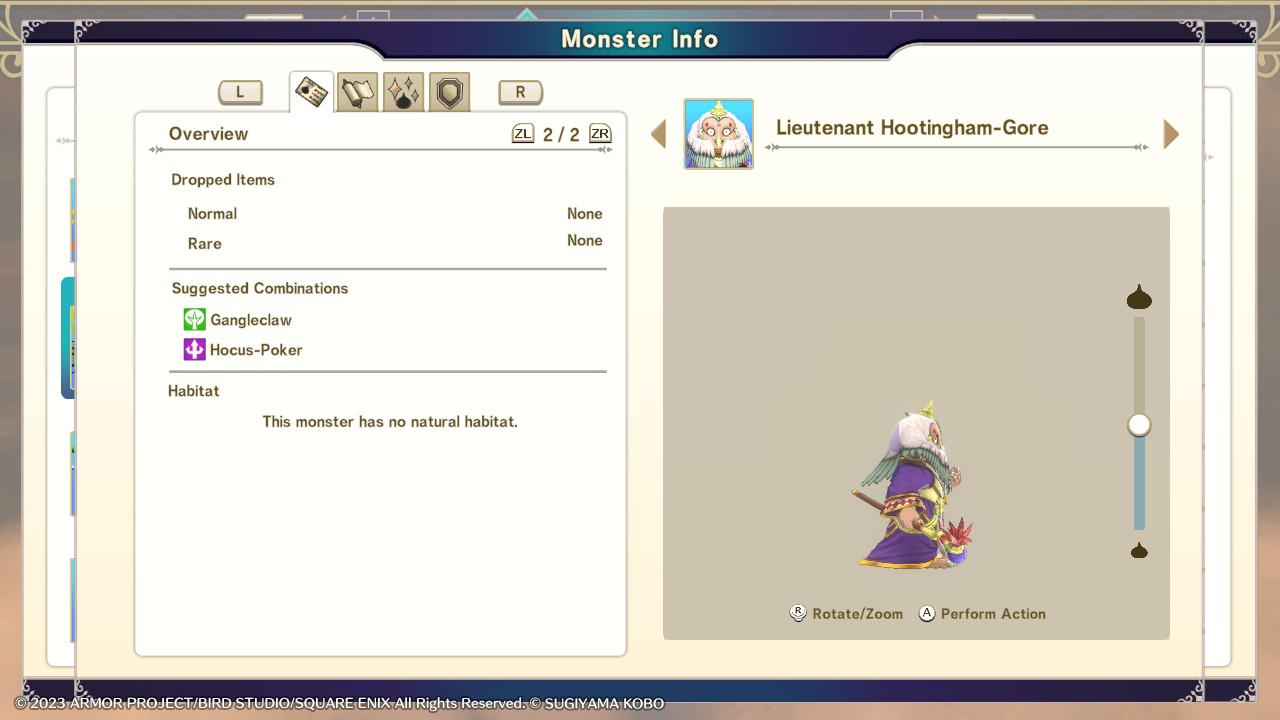 Monster Info
L
R
Overview
ZL 2 / 2 ZR
Dropped Items
Normal None
Rare None
Suggested Combinations
Gangleclaw
Hocus-Poker
Habitat
This monster has no natural habitat.
Lieutenant Hootingham-Gore
R Rotate/Zoom A Perform Action
© 2023 ARMOR PROJECT/BIRD STUDIO/SQUARE ENIX All Rights Reserved. © SUGIYAMA KOBO